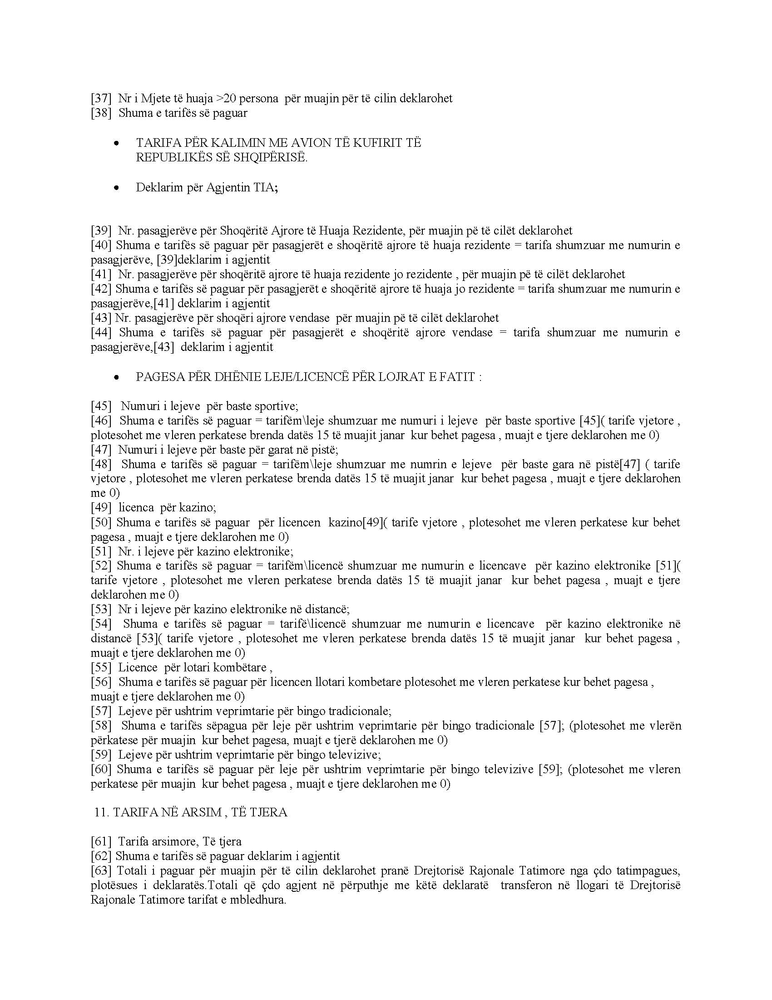 [37]  Nr i Mjete të huaja >20 persona  për muajin për të cilin deklarohet
[38]  Shuma e tarifës së paguar
• TARIFA PËR KALIMIN ME AVION TË KUFIRIT TË
REPUBLIKËS SË SHQIPËRISË.
• Deklarim për Agjentin TIA;
[39]  Nr. pasagjerëve për Shoqëritë Ajrore të Huaja Rezidente, për muajin pë të cilët deklarohet
[40] Shuma e tarifës së paguar për pasagjerët e shoqëritë ajrore të huaja rezidente = tarifa shumzuar me numurin e
pasagjerëve, [39]deklarim i agjentit
[41]  Nr. pasagjerëve për shoqëritë ajrore të huaja rezidente jo rezidente , për muajin pë të cilët deklarohet
[42] Shuma e tarifës së paguar për pasagjerët e shoqëritë ajrore të huaja jo rezidente = tarifa shumzuar me numurin e
pasagjerëve,[41] deklarim i agjentit
[43] Nr. pasagjerëve për shoqëri ajrore vendase  për muajin pë të cilët deklarohet
[44] Shuma e tarifës së paguar për pasagjerët e shoqëritë ajrore vendase = tarifa shumzuar me numurin e
pasagjerëve,[43]  deklarim i agjentit
• PAGESA PËR DHËNIE LEJE/LICENCË PËR LOJRAT E FATIT :
[45]  Numuri i lejeve  për baste sportive;
[46]  Shuma e tarifës së paguar = tarifëm\leje shumzuar me numuri i lejeve  për baste sportive [45]( tarife vjetore ,
plotesohet me vleren perkatese brenda datës 15 të muajit janar  kur behet pagesa , muajt e tjere deklarohen me 0)
[47]  Numuri i lejeve për baste për garat në pistë;
[48]  Shuma e tarifës së paguar = tarifëm\leje shumzuar me numrin e lejeve  për baste gara në pistë[47] ( tarife
vjetore , plotesohet me vleren perkatese brenda datës 15 të muajit janar  kur behet pagesa , muajt e tjere deklarohen
me 0)
[49]  licenca  për kazino;
[50] Shuma e tarifës së paguar  për licencen  kazino[49]( tarife vjetore , plotesohet me vleren perkatese kur behet
pagesa , muajt e tjere deklarohen me 0)
[51]  Nr. i lejeve për kazino elektronike;
[52] Shuma e tarifës së paguar = tarifëm\licencë shumzuar me numurin e licencave  për kazino elektronike [51](
tarife vjetore , plotesohet me vleren perkatese brenda datës 15 të muajit janar  kur behet pagesa , muajt e tjere
deklarohen me 0)
[53]  Nr i lejeve për kazino elektronike në distancë;
[54]  Shuma e tarifës së paguar = tarifë\licencë shumzuar me numurin e licencave  për kazino elektronike në
distancë [53]( tarife vjetore , plotesohet me vleren perkatese brenda datës 15 të muajit janar  kur behet pagesa ,
muajt e tjere deklarohen me 0)
[55]  Licence  për lotari kombëtare ,
[56]  Shuma e tarifës së paguar për licencen llotari kombetare plotesohet me vleren perkatese kur behet pagesa ,
muajt e tjere deklarohen me 0)
[57]  Lejeve për ushtrim veprimtarie për bingo tradicionale;
[58]  Shuma e tarifës sëpagua për leje për ushtrim veprimtarie për bingo tradicionale [57]; (plotesohet me vlerën
përkatese për muajin  kur behet pagesa, muajt e tjerë deklarohen me 0)
[59]  Lejeve për ushtrim veprimtarie për bingo televizive;
[60] Shuma e tarifës së paguar për leje për ushtrim veprimtarie për bingo televizive [59]; (plotesohet me vleren
perkatese për muajin  kur behet pagesa , muajt e tjere deklarohen me 0)
11. TARIFA NË ARSIM , TË TJERA
[61]  Tarifa arsimore, Të tjera
[62] Shuma e tarifës së paguar deklarim i agjentit
[63] Totali i paguar për muajin për të cilin deklarohet pranë Drejtorisë Rajonale Tatimore nga çdo tatimpagues,
plotësues i deklaratës.Totali që çdo agjent në përputhje me këtë deklaratë  transferon në llogari të Drejtorisë
Rajonale Tatimore tarifat e mbledhura.